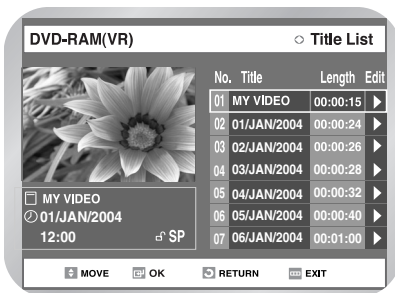 DVD-RAM(VR) Title List
No. Title Length Edit
01 MY VIDEO 00:00:15
02 01/JAN/2004 00:00:24
03 02/JAN/2004 00:00:26
04 03/JAN/2004 00:00:28
05 04/JAN/2004 00:00:32
06 05/JAN/2004 00:00:40
07 06/JAN/2004 00:01:00
MY VIDEO
01/JAN/2004
12:00 SP
MOVE OK RETURN EXIT